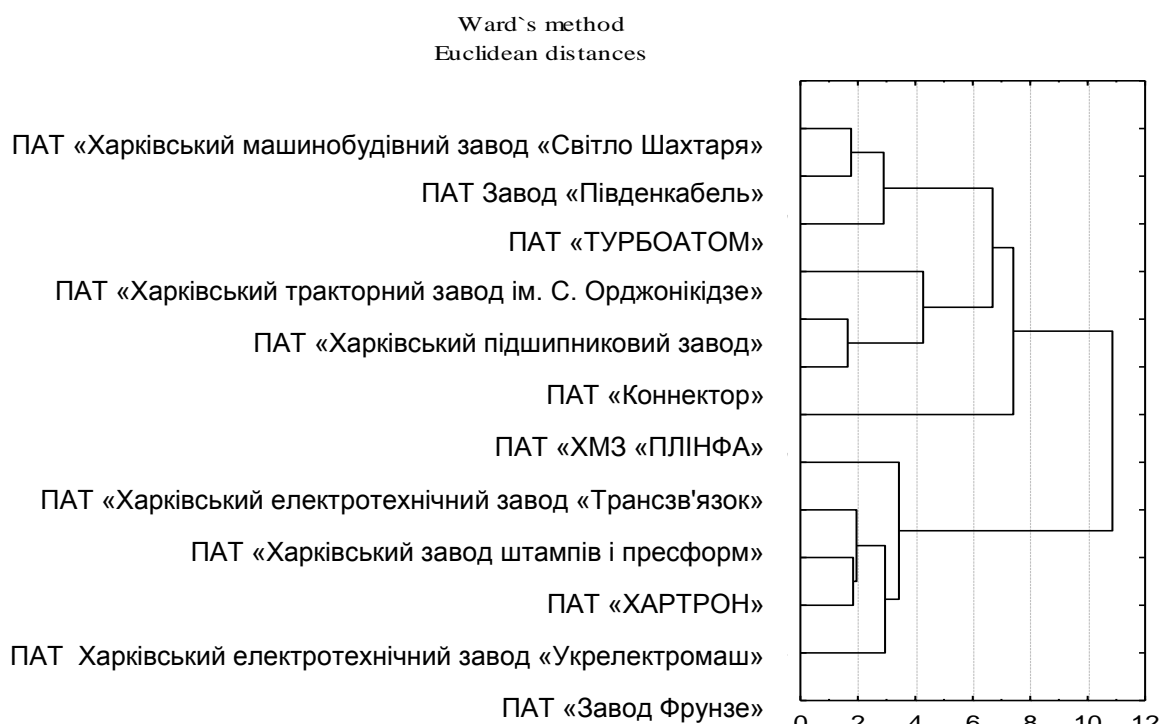 Ward`s method
Euclidean distances
ПАТ «Харківський машинобудівний завод «Світло Шахтаря»
ПАТ Завод «Південкабель»
ПАТ «ТУРБОАТОМ»
ПАТ «Харківський тракторний завод ім. С. Орджонікідзе»
ПАТ «Харківський підшипниковий завод»
ПАТ «Коннектор»
ПАТ «ХМЗ «ПЛІНФА»
ПАТ «Харківський електротехнічний завод «Трансзв'язок»
ПАТ «Харківський завод штампів і пресформ»
ПАТ «ХАРТРОН»
ПАТ Харківський електротехнічний завод «Укрелектромаш»
ПАТ «Завод Фрунзе»
0 2 4 6 8 10 12